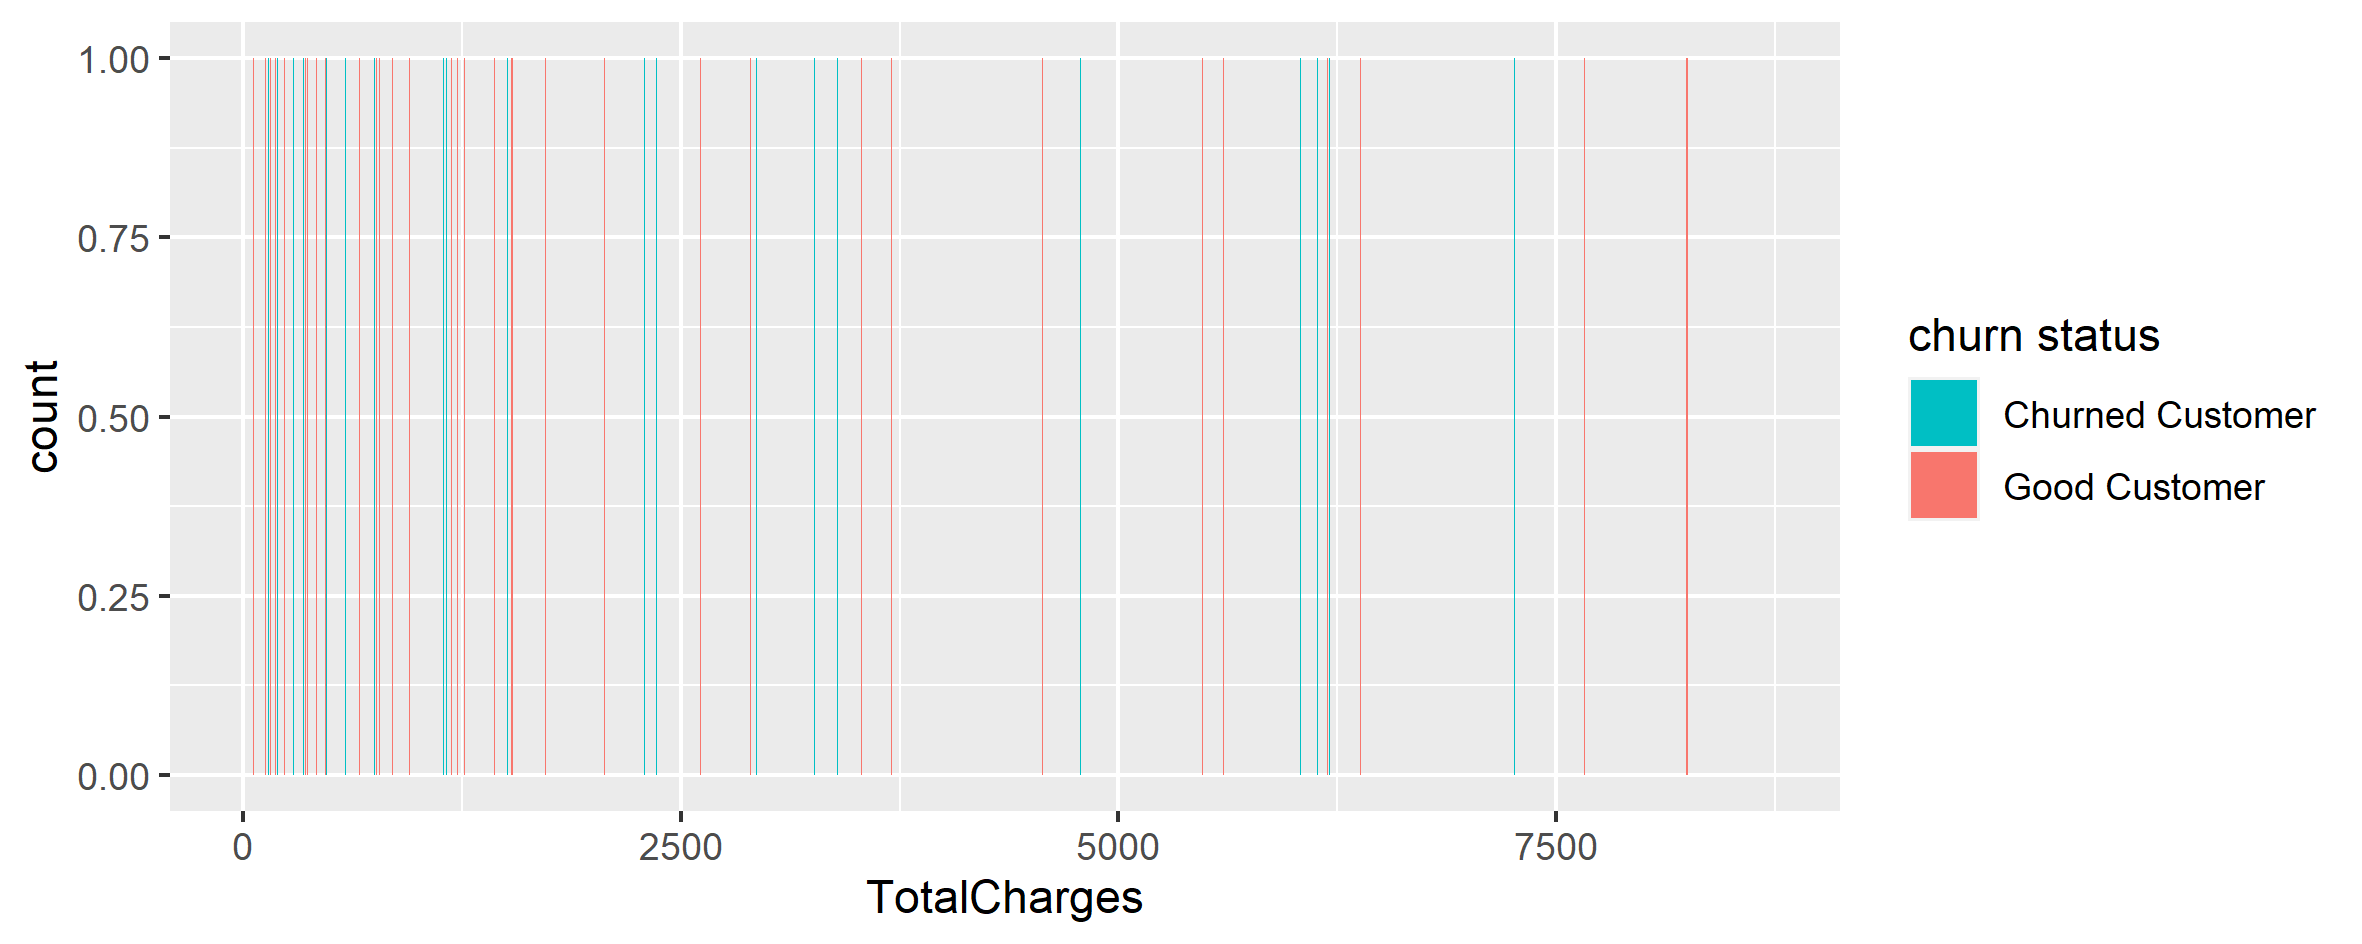 1.00
0.75
0.50
0.25
0.00
count
0 2500 5000 7500
TotalCharges
churn status
Churned Customer
Good Customer